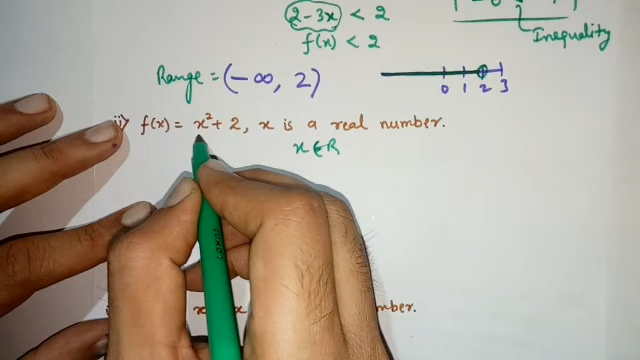 2 - 3x < 2
f(x) < 2
Inequality
Range = (-∞, 2)
0 1 2 3
ii) f(x) = x² + 2, x is a real number.
x ∈ R
x x mber.